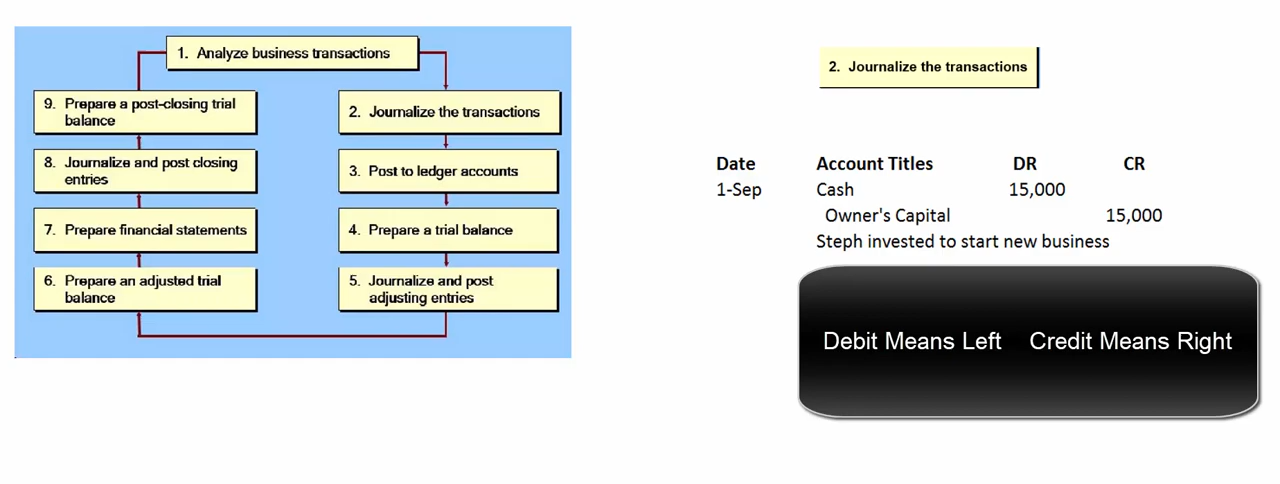 1. Analyze business transactions
9. Prepare a post-closing trial
balance
2. Journalize the transactions
8. Journalize and post closing
entries
3. Post to ledger accounts
7. Prepare financial statements
4. Prepare a trial balance
6. Prepare an adjusted trial
balance
5. Journalize and post
adjusting entries
2. Journalize the transactions
Date Account Titles DR CR
1-Sep Cash 15,000
Owner's Capital 15,000
Steph invested to start new business
Debit Means Left Credit Means Right